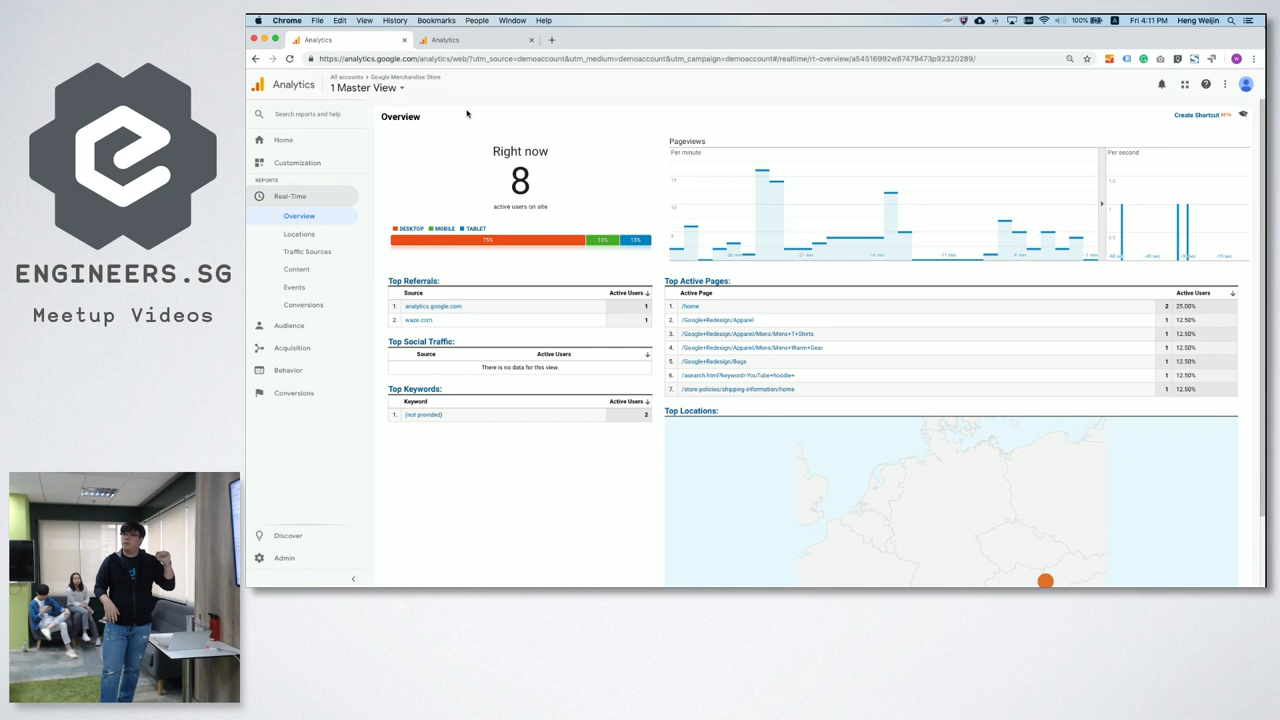 Chrome File Edit View History Bookmarks People Window Help 100% Fri 4:11 PM Heng Weijin
Analytics
Analytics
https://analytics.google.com/analytics/web/?utm_source=demoaccount&utm_medium=demoaccount&utm_campaign=demoaccount#/realtime/rt-overview/a54516992w87479473p92320289/
Analytics
All accounts > Google Merchandise Store
1 Master View
Search reports and help
Home
Customization
REPORTS
Real-Time
Overview
Locations
Traffic Sources
Content
Events
Conversions
Audience
Acquisition
Behavior
Conversions
Discover
Admin
Overview
Create Shortcut BETA
Right now
8
active users on site
DESKTOP MOBILE TABLET
75% 13% 13%
Pageviews
Per minute
Per second
Top Referrals:
Source Active Users
1. analytics.google.com 1
2. waze.com 1
Top Social Traffic:
Source Active Users
There is no data for this view.
Top Keywords:
Keyword Active Users
1. (not provided) 2
Top Active Pages:
Active Page Active Users
1. /home 2 25.00%
2. /Google+Redesign/Apparel 1 12.50%
3. /Google+Redesign/Apparel/Mens/Mens+T+Shirts 1 12.50%
4. /Google+Redesign/Apparel/Mens/Mens+Warm+Gear 1 12.50%
5. /Google+Redesign/Bags 1 12.50%
6. /asearch.html?keyword=YouTube+hoodie+ 1 12.50%
7. /store-policies/shipping-information/home 1 12.50%
Top Locations:
ENGINEERS.SG
Meetup Videos